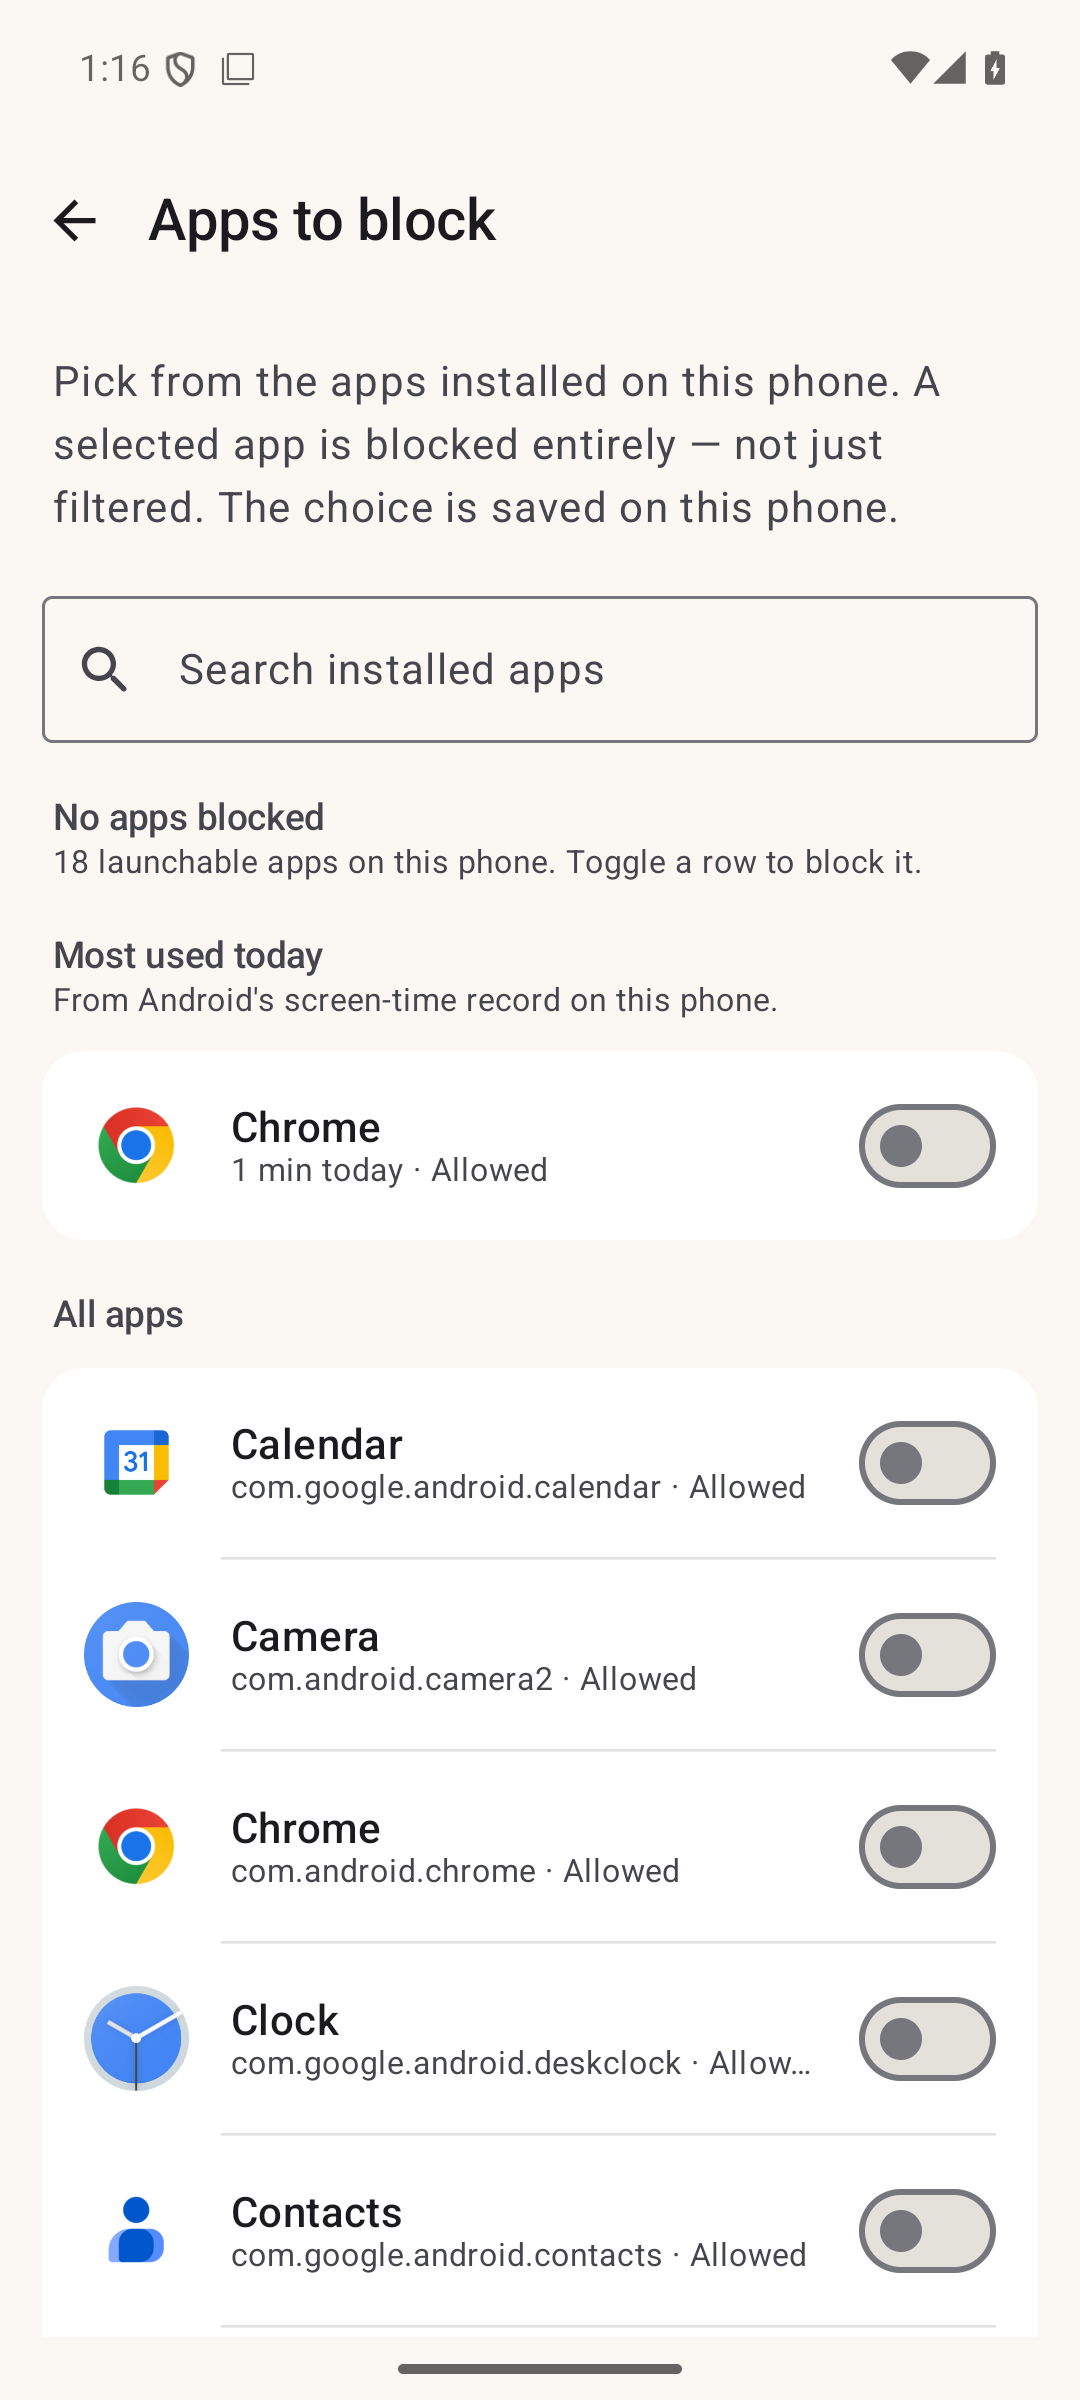 1:16
Apps to block
Pick from the apps installed on this phone. A
selected app is blocked entirely — not just
filtered. The choice is saved on this phone.
Search installed apps
No apps blocked
18 launchable apps on this phone. Toggle a row to block it.
Most used today
From Android's screen-time record on this phone.
Chrome
1 min today · Allowed
All apps
31
Calendar
com.google.android.calendar · Allowed
Camera
com.android.camera2 · Allowed
Chrome
com.android.chrome · Allowed
Clock
com.google.android.deskclock · Allow…
Contacts
com.google.android.contacts · Allowed